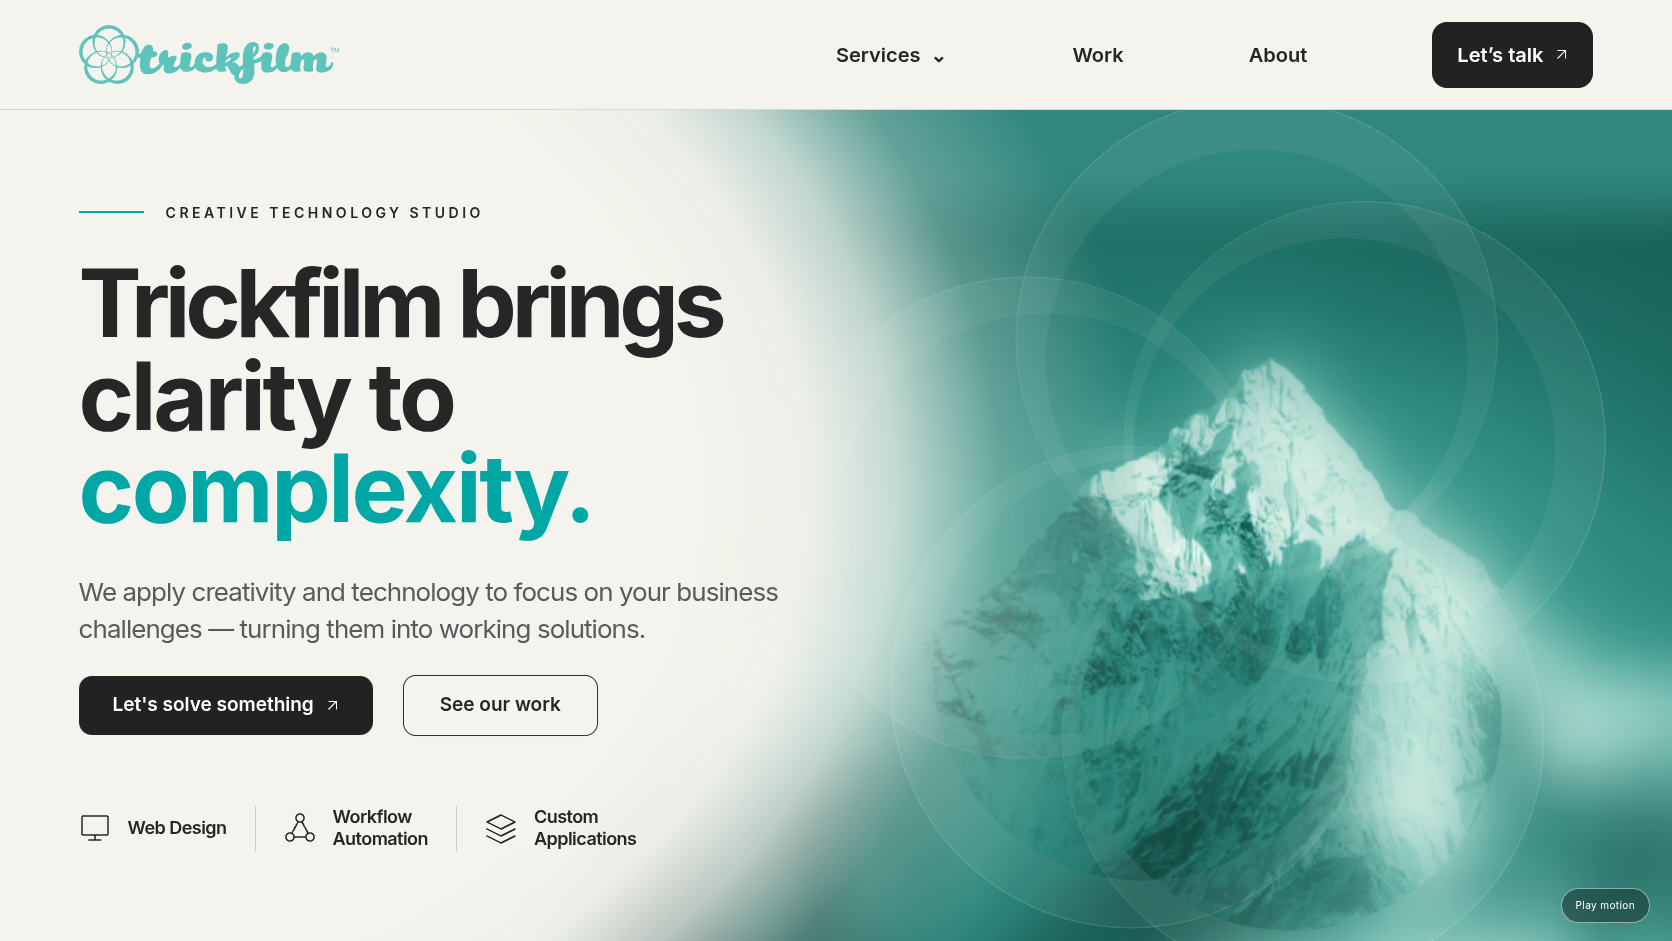 trickfilm™
Services
Work
About
Let’s talk
CREATIVE TECHNOLOGY STUDIO
Trickfilm brings
clarity to
complexity.
We apply creativity and technology to focus on your business
challenges — turning them into working solutions.
Let's solve something
See our work
Web Design
Workflow
Automation
Custom
Applications
Play motion